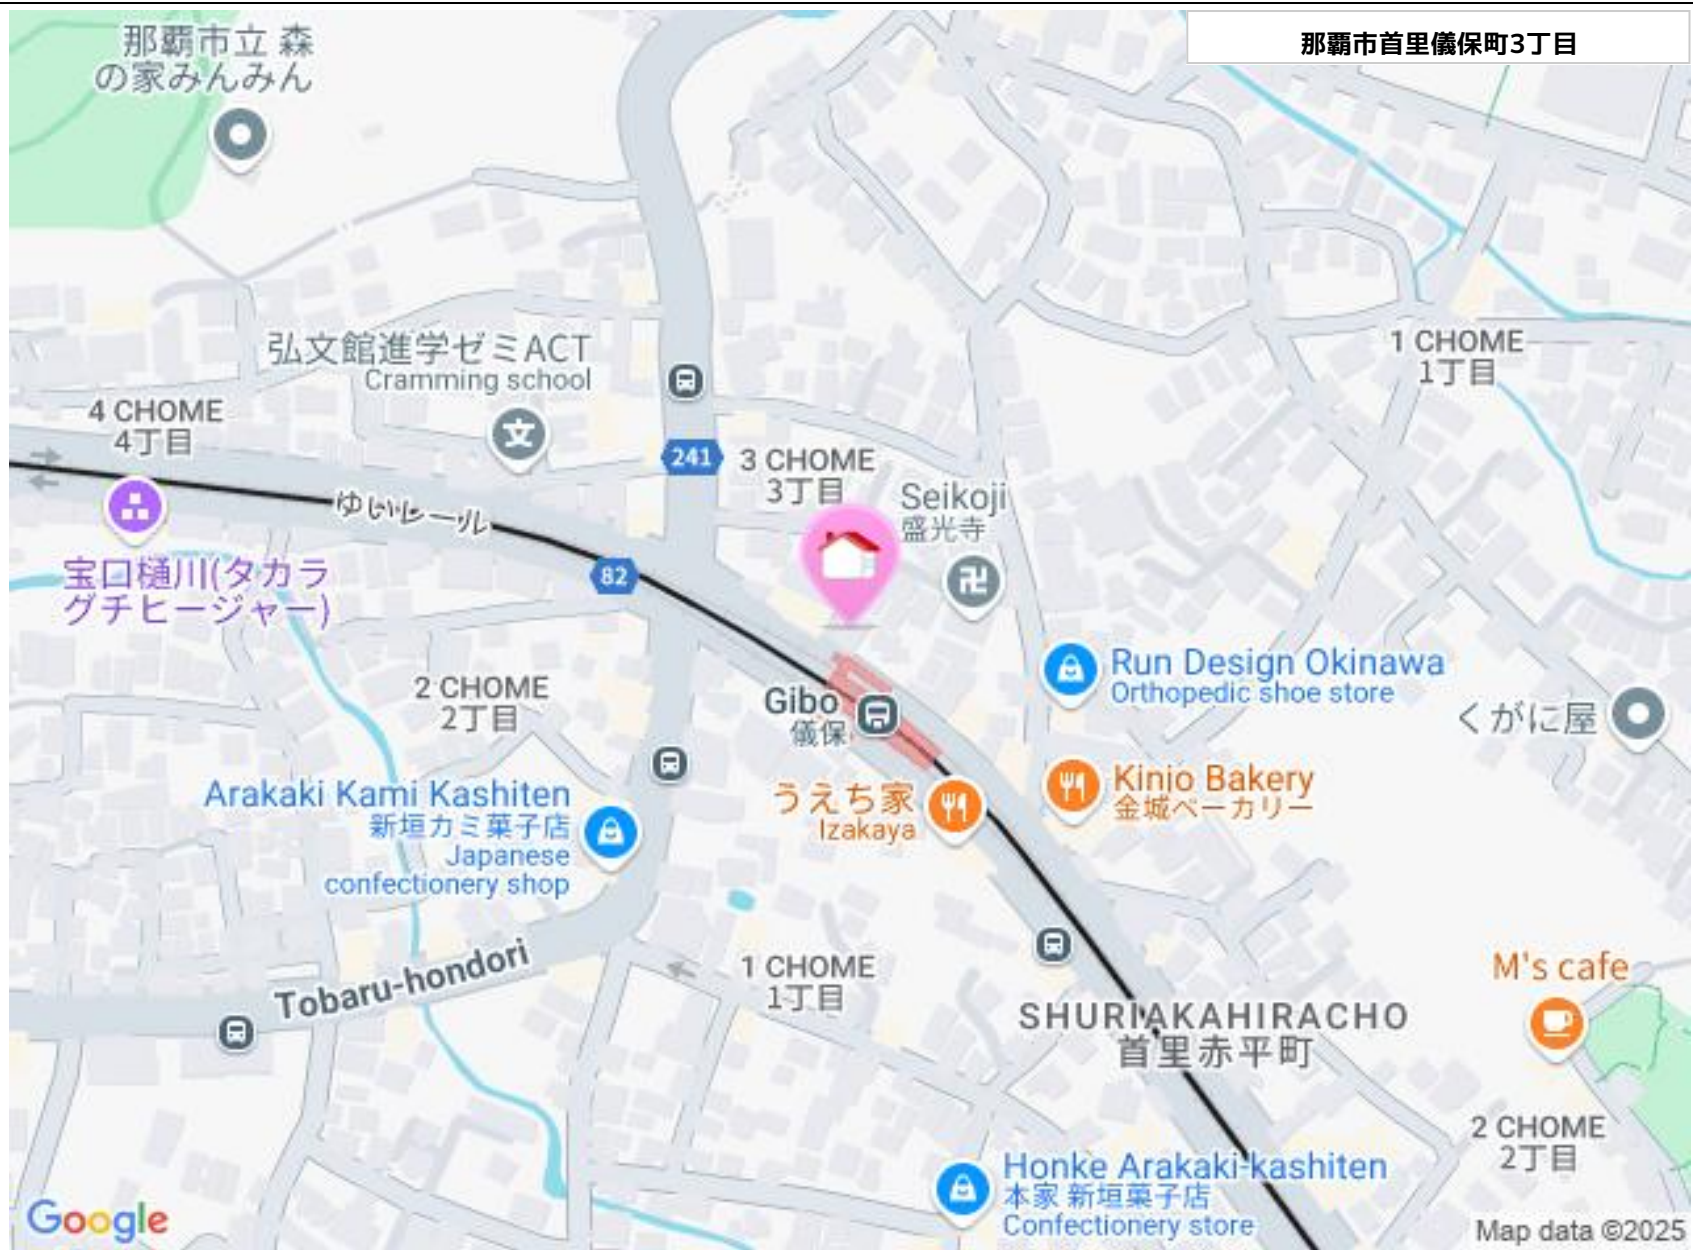 那覇市首里儀保町3丁目
那覇市立 森
の家みんみん
弘文館進学ゼミACT
Cramming school
1 CHOME
1丁目
4 CHOME
4丁目
241
3 CHOME
3丁目
Seikoji
盛光寺
文
ゆいレール
卍
82
宝口樋川(タカラ
グチヒージャー)
Run Design Okinawa
Orthopedic shoe store
2 CHOME
2丁目
Gibo
儀保
くがに屋
Arakaki Kami Kashiten
新垣カミ菓子店
Japanese
confectionery shop
うえち家
Izakaya
Kinjo Bakery
金城ベーカリー
Tobaru-hondori
1 CHOME
1丁目
M's cafe
SHURIAKAHIRACHO
首里赤平町
2 CHOME
2丁目
Honke Arakaki-kashiten
本家 新垣菓子店
Confectionery store
Google
Map data ©2025